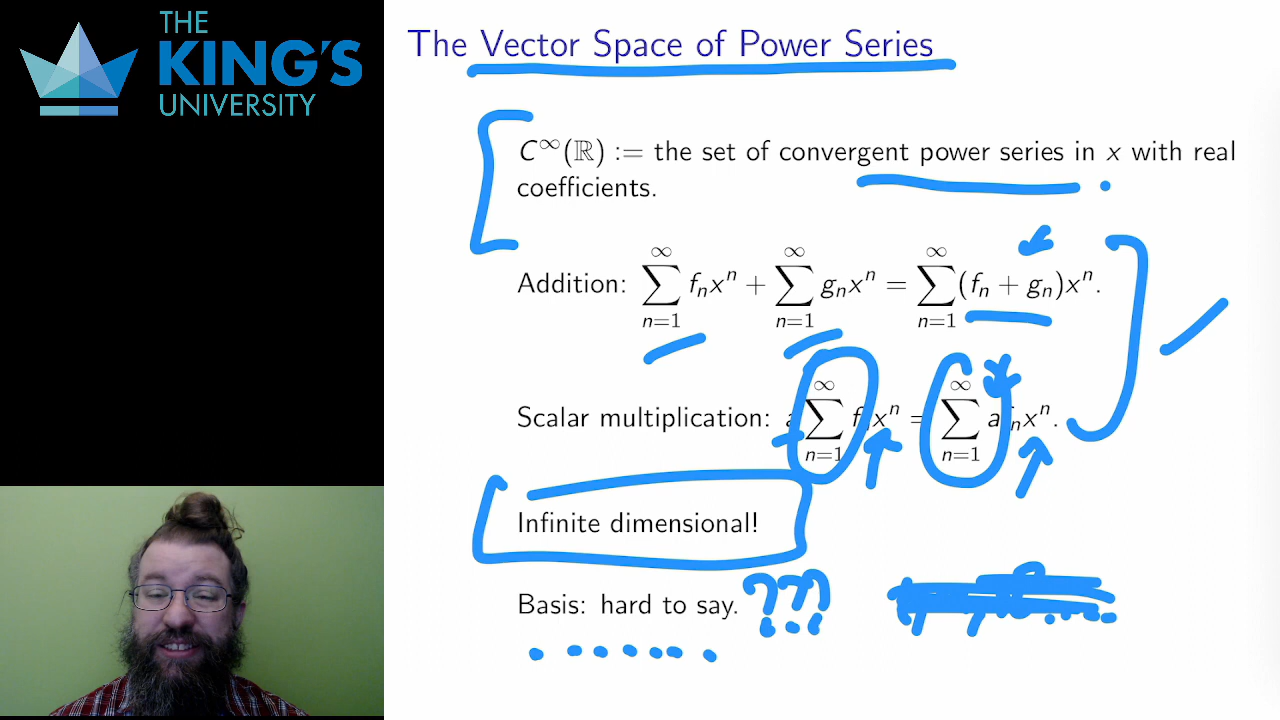 THE
KING'S
UNIVERSITY
The Vector Space of Power Series
C^∞(ℝ) := the set of convergent power series in x with real
coefficients.
Addition: ∑_{n=1}^{∞} f_n x^n + ∑_{n=1}^{∞} g_n x^n = ∑_{n=1}^{∞} (f_n + g_n)x^n.
Scalar multiplication: a ∑_{n=1}^{∞} f_n x^n = ∑_{n=1}^{∞} a f_n x^n.
Infinite dimensional!
Basis: hard to say. ???